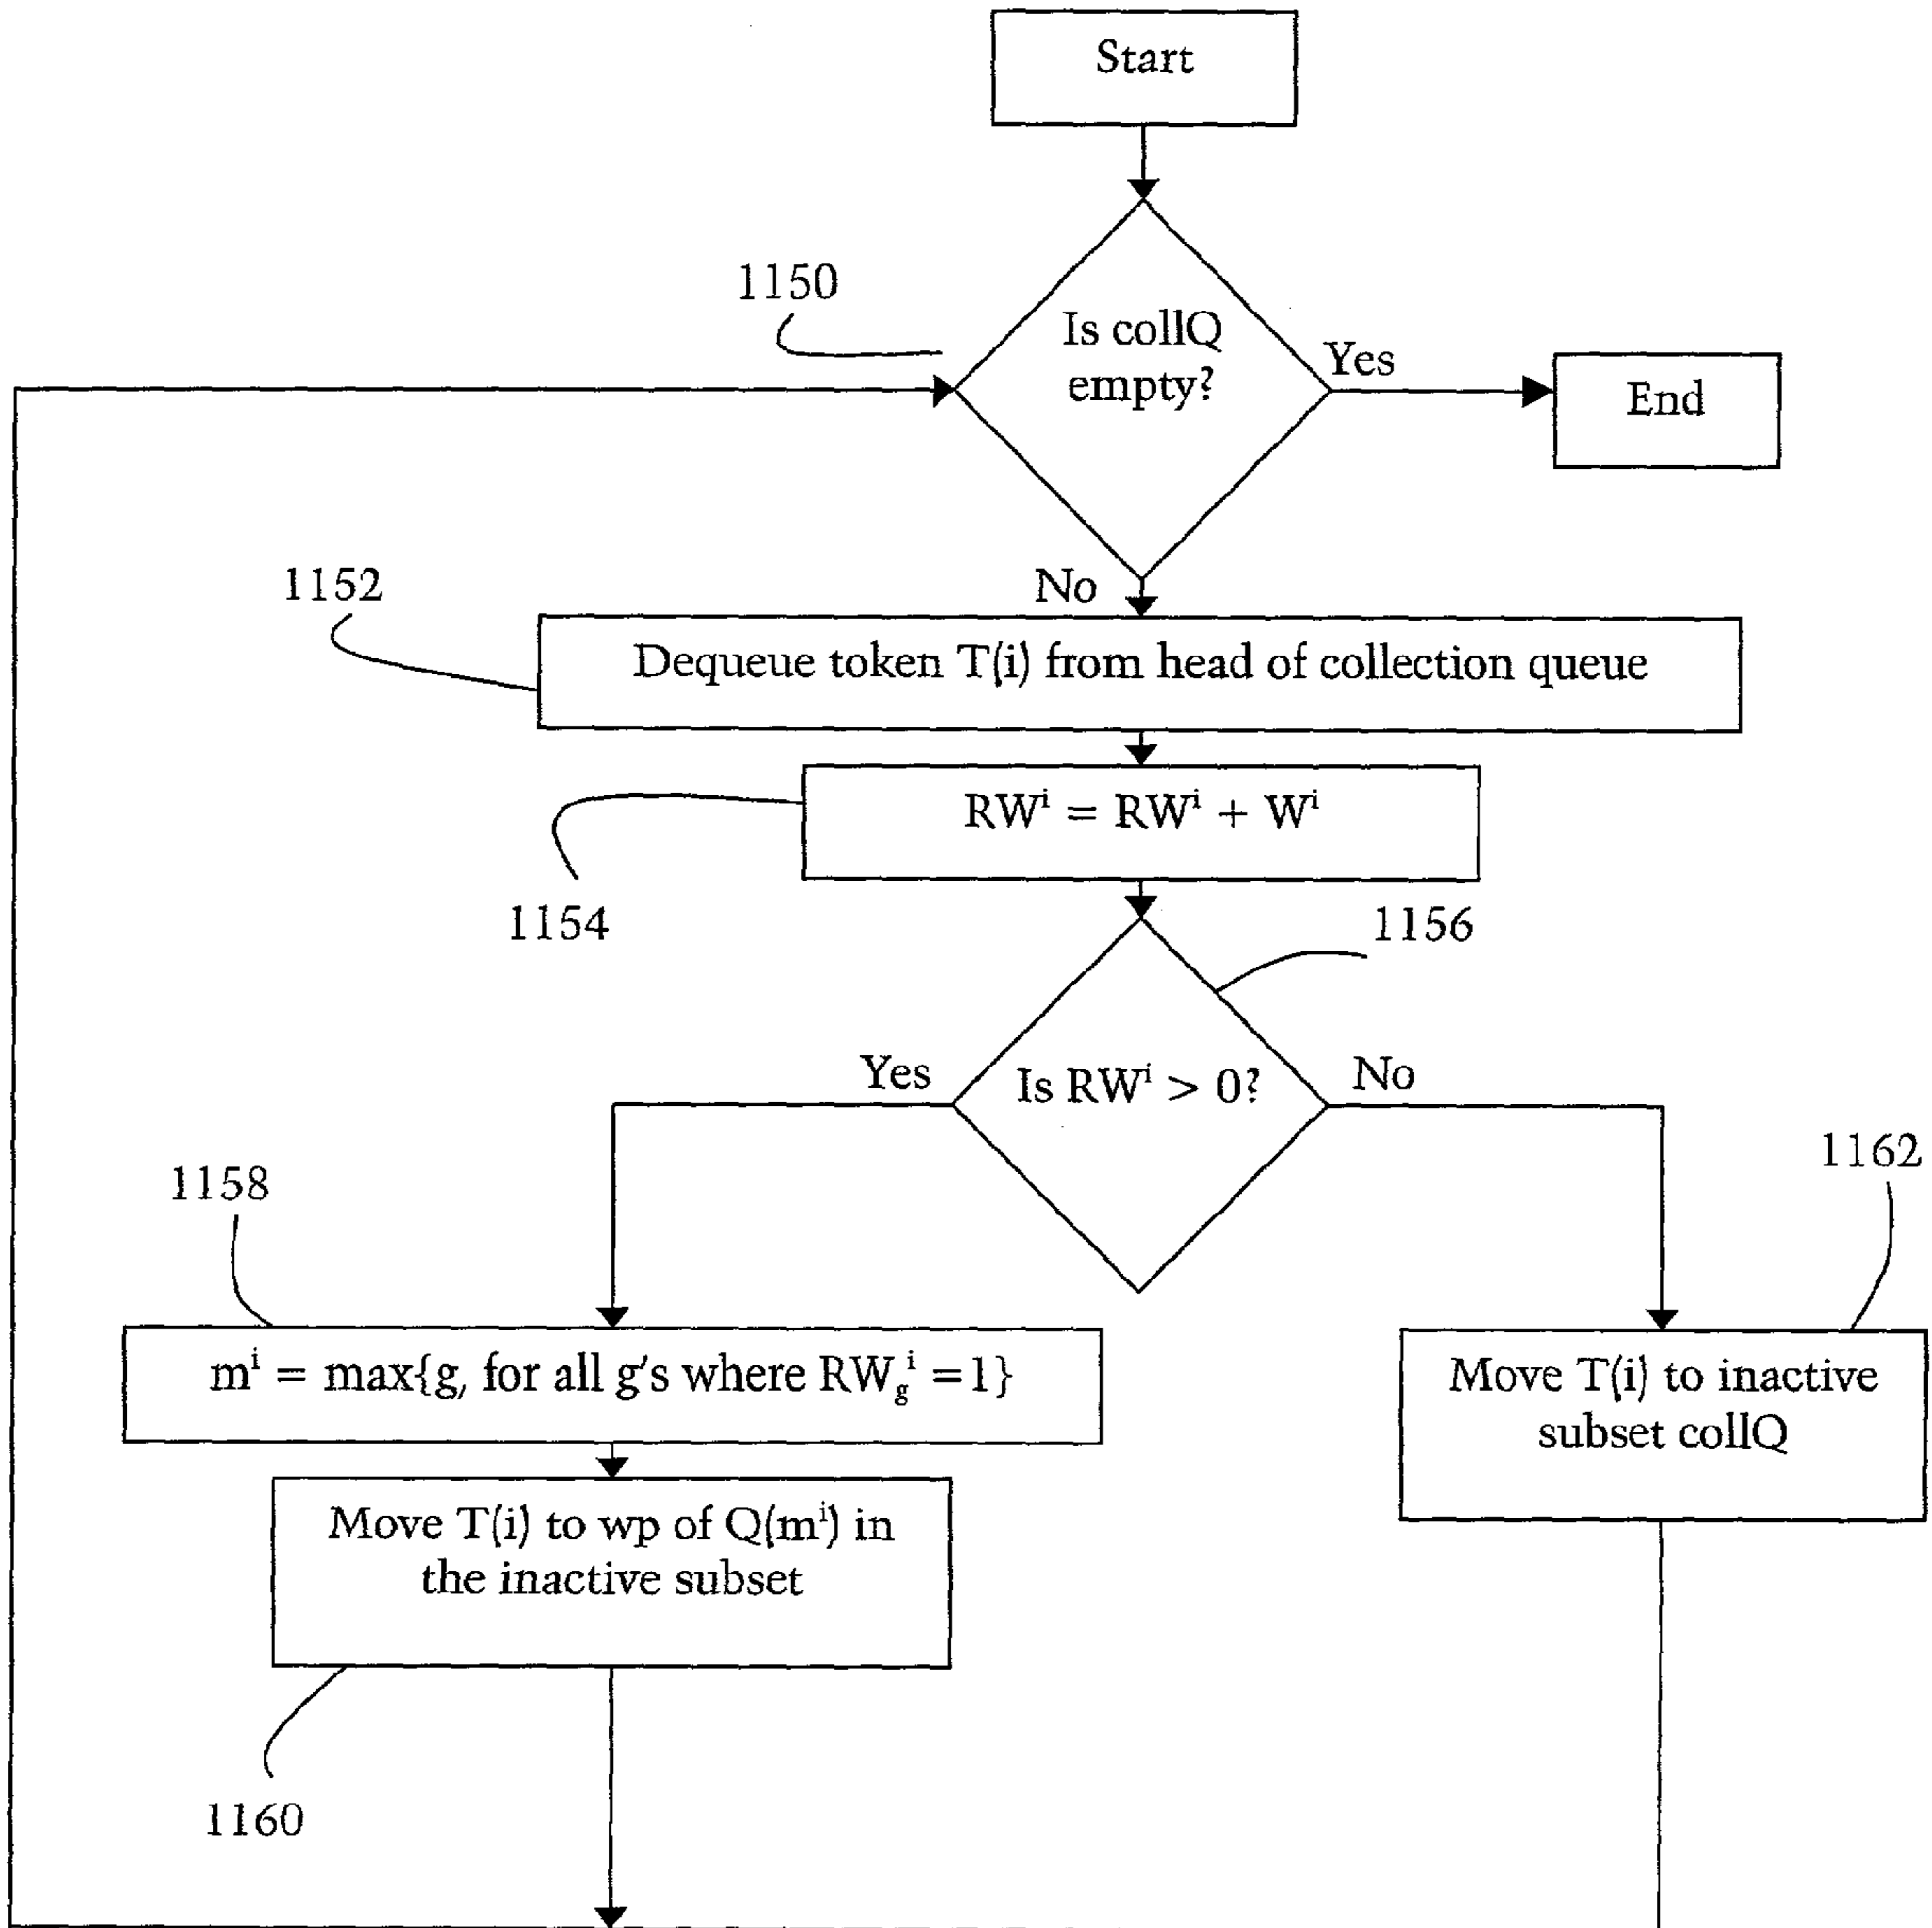 Start
1150
Is collQ
empty?
Yes
End
No
1152
Dequeue token T(i) from head of collection queue
RWⁱ = RWⁱ + Wⁱ
1154
1156
Yes
Is RWⁱ > 0?
No
1158
1162
mⁱ = max{g, for all g's where RW_gⁱ =1}
Move T(i) to inactive
subset collQ
Move T(i) to wp of Q(mⁱ) in
the inactive subset
1160